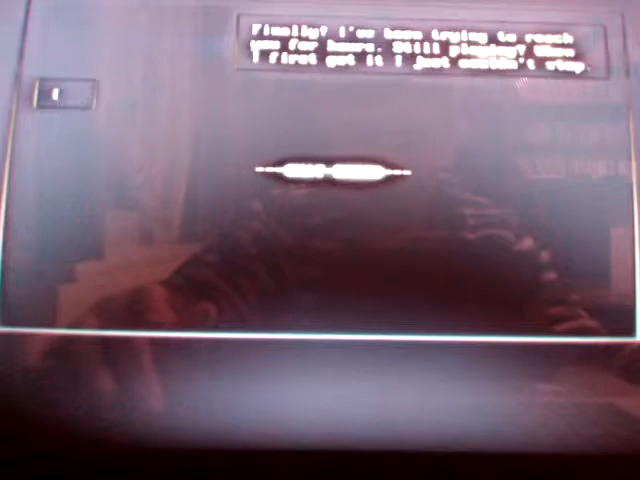 Finally! I've been trying to reach
you for hours. Still playing? When
I first got it I just couldn't stop.